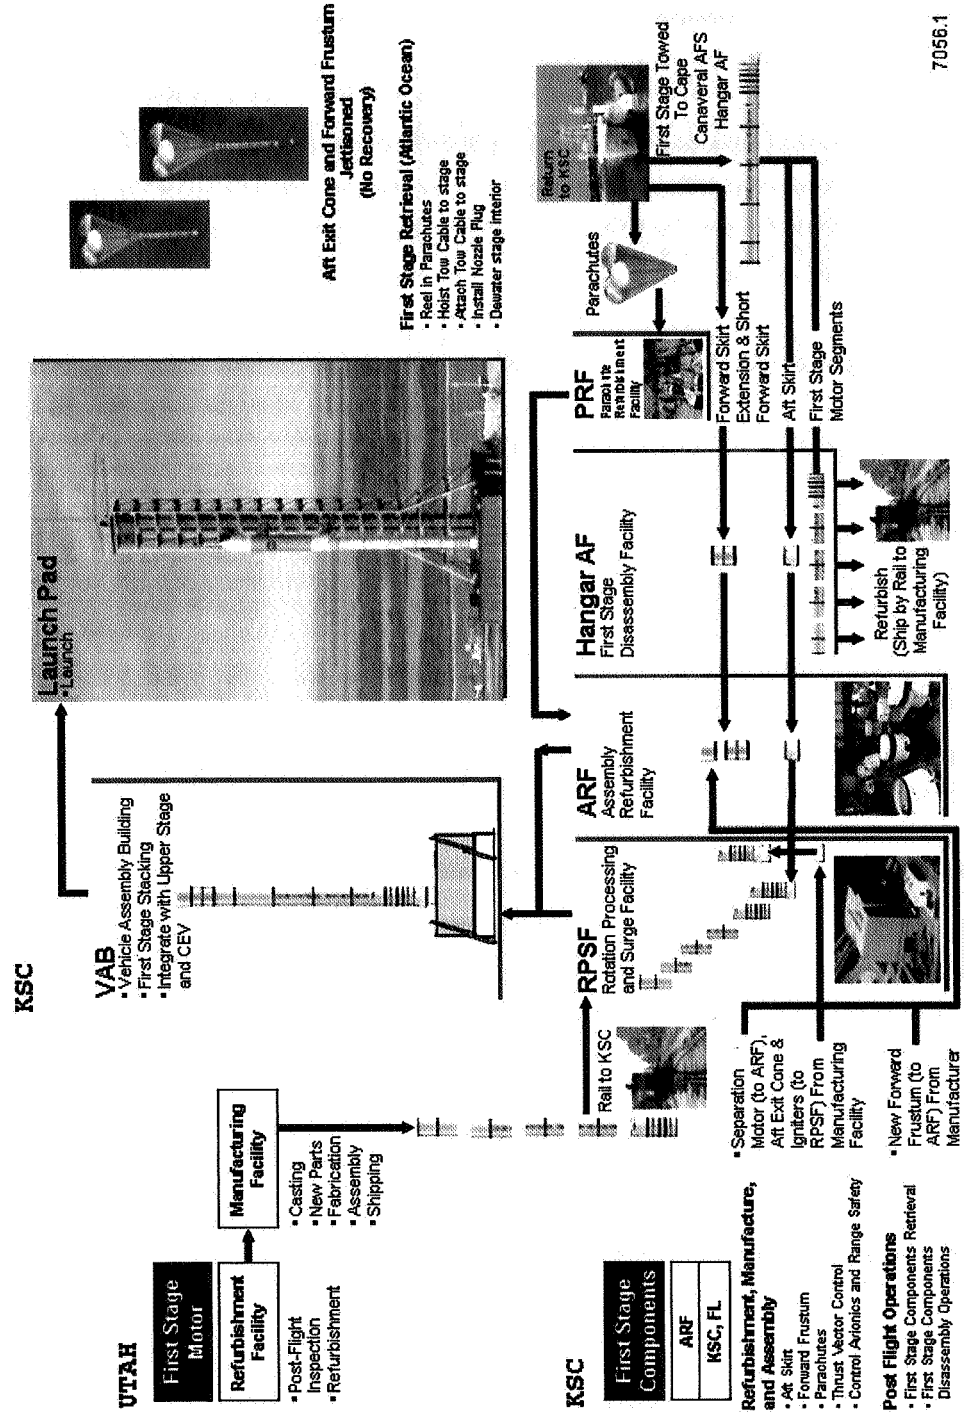 UTAH
First Stage
Motor
Refurbishment
Facility
Manufacturing
Facility
▪ Post-Flight
Inspection
▪ Refurbishment
▪ Casting
▪ New Parts
▪ Fabrication
▪ Assembly
▪ Shipping
Rail to KSC
KSC
VAB
▪ Vehicle Assembly Building
▪ First Stage Stacking
▪ Integrate with Upper Stage
and CEV
Launch Pad
▪ Launch
Aft Exit Cone and Forward Frustum
Jettisoned
(No Recovery)
First Stage Retrieval (Atlantic Ocean)
▪ Reel in Parachutes
▪ Hoist Tow Cable to stage
▪ Attach Tow Cable to stage
▪ Install Nozzle Plug
▪ Dewater stage interior
KSC
First Stage
Components
ARF
KSC, FL
Refurbishment, Manufacture,
and Assembly
▪ Aft Skirt
▪ Forward Frustum
▪ Parachutes
▪ Thrust Vector Control
▪ Control Avionics and Range Safety
Post Flight Operations
▪ First Stage Components Retrieval
▪ First Stage Components
Disassembly Operations
▪ Separation
Motor (to ARF),
Aft Exit Cone &
Igniters (to
RPSF) From
Manufacturing
Facility
▪ New Forward
Frustum (to
ARF) From
Manufacturer
RPSF
Rotation Processing
and Surge Facility
ARF
Assembly
Refurbishment
Facility
Hangar AF
First Stage
Disassembly Facility
Refurbish
(Ship by Rail to
Manufacturing
Facility)
PRF
Parachute
Refurbishment
Facility
Parachutes
Return
to KSC
First Stage Towed
To Cape
Canaveral AFS
Hangar AF
Forward Skirt
Extension & Short
Forward Skirt
Aft Skirt
First Stage
Motor Segments
7056.1